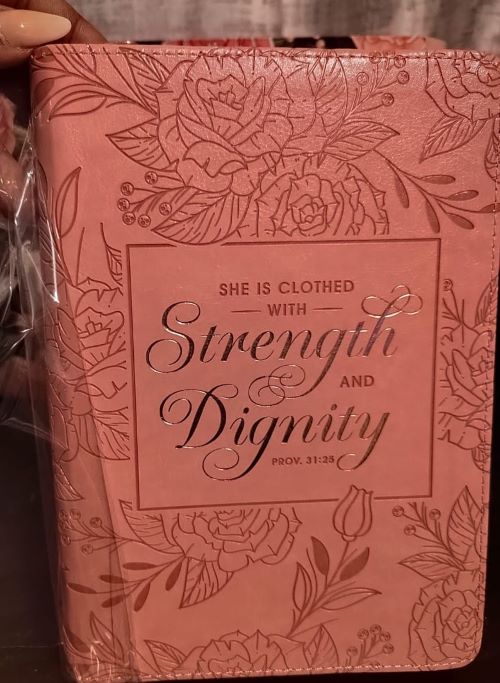 SHE IS CLOTHED
WITH
Strength
AND
Dignity
PROV. 31:25